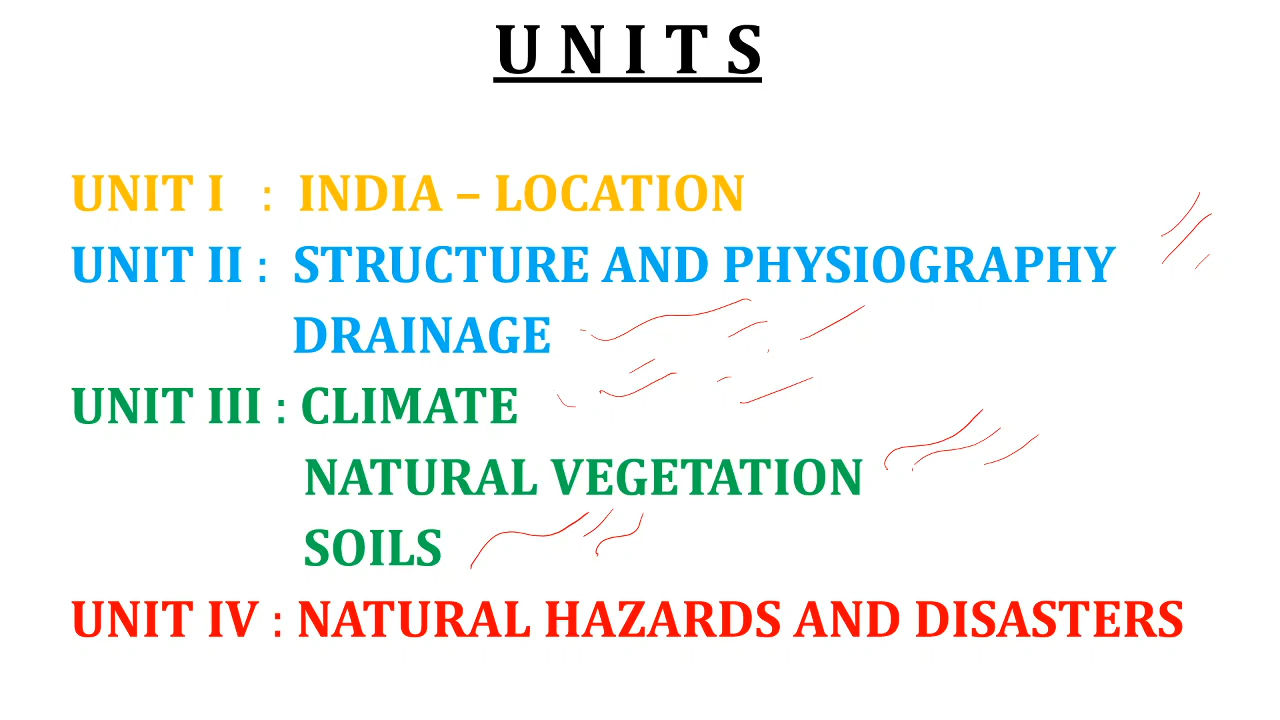 U N I T S
UNIT I : INDIA – LOCATION
UNIT II : STRUCTURE AND PHYSIOGRAPHY
DRAINAGE
UNIT III : CLIMATE
NATURAL VEGETATION
SOILS
UNIT IV : NATURAL HAZARDS AND DISASTERS